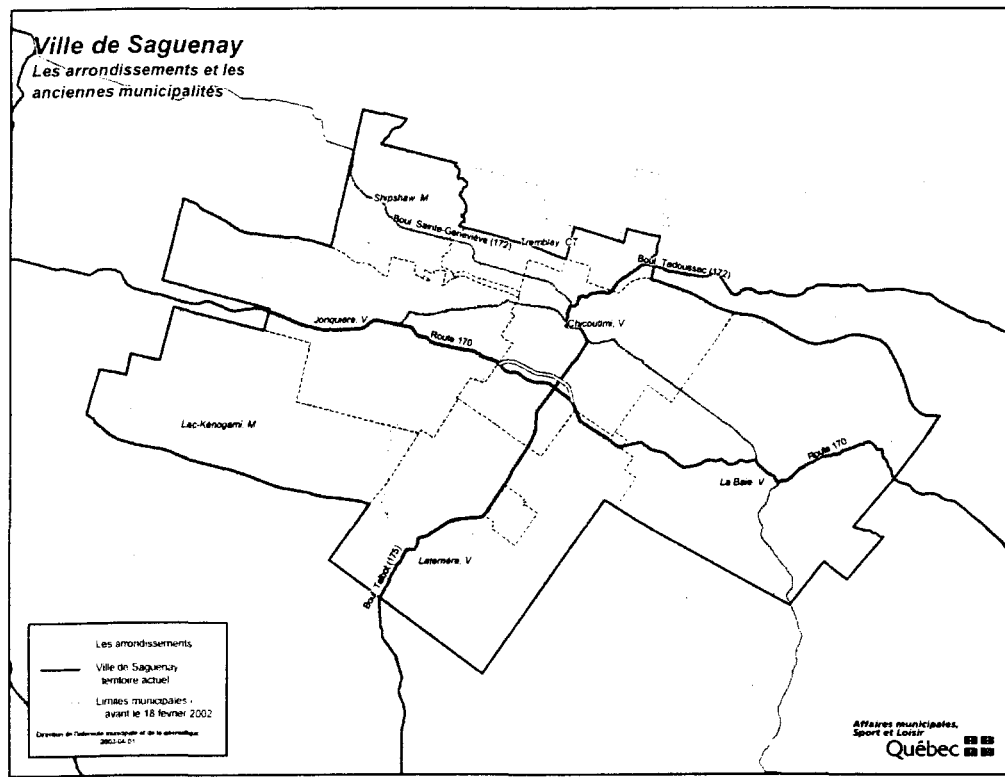 Ville de Saguenay
Les arrondissements et les
anciennes municipalités
Shipshaw M
Boul Sainte-Geneviève (172)
Tremblay CT
Boul Tadoussac (172)
Jonquière, V
Chicoutimi, V
Route 170
Lac-Kénogami M
Route 170
La Baie V
Boul Talbot (175)
Laterrière, V
Les arrondissements
Ville de Saguenay
territoire actuel
Limites municipales
avant le 18 fevrier 2002
Affaires municipales,
Sport et Loisir
Québec